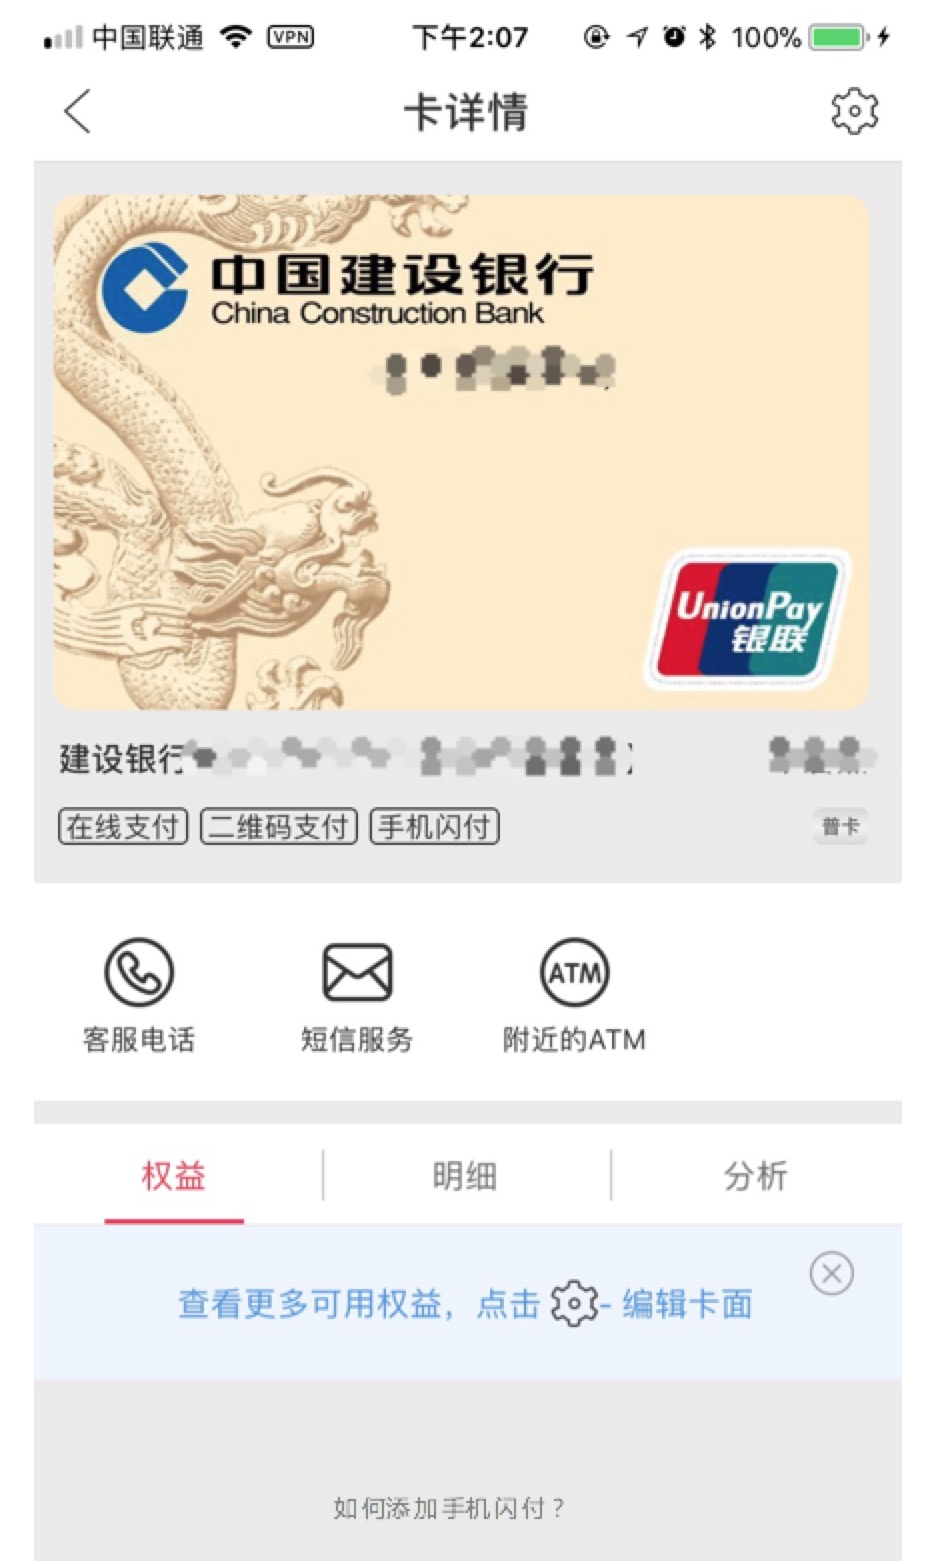 中国联通 VPN 下午2:07 100%
卡详情
中国建设银行
China Construction Bank
UnionPay
银联
建设银行
在线支付 二维码支付 手机闪付 普卡
客服电话 短信服务 附近的ATM
权益 明细 分析
查看更多可用权益，点击 - 编辑卡面
如何添加手机闪付？